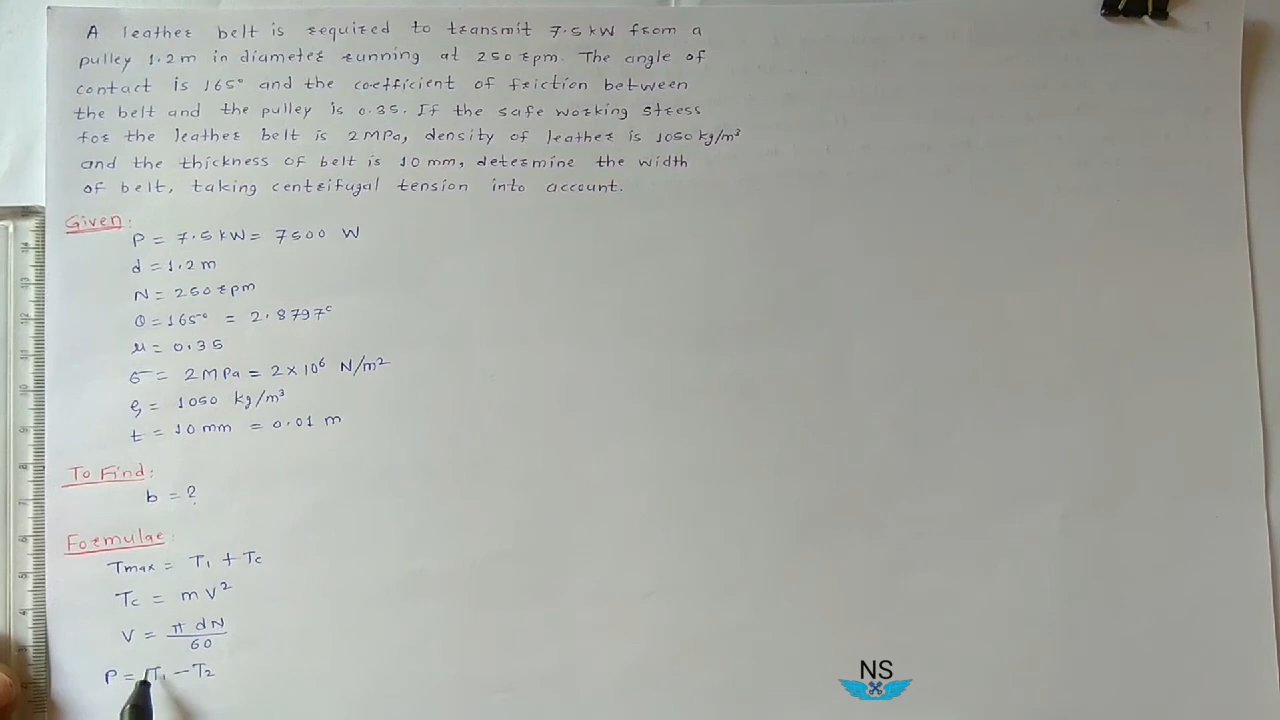 A leather belt is required to transmit 7.5 kW from a
pulley 1.2 m in diameter running at 250 rpm. The angle of
contact is 165° and the coefficient of friction between
the belt and the pulley is 0.35. If the safe working stress
for the leather belt is 2 MPa, density of leather is 1050 kg/m³
and the thickness of belt is 10 mm, determine the width
of belt, taking centrifugal tension into account.
Given:
P = 7.5 kW = 7500 W
d = 1.2 m
N = 250 rpm
θ = 165° = 2.8797ᶜ
μ = 0.35
σ = 2 MPa = 2 × 10⁶ N/m²
ρ = 1050 kg/m³
t = 10 mm = 0.01 m
To Find:
b = ?
Formulae:
Tmax = T₁ + Tc
Tc = mv²
V = π dN / 60
P = T₁ − T₂
NS